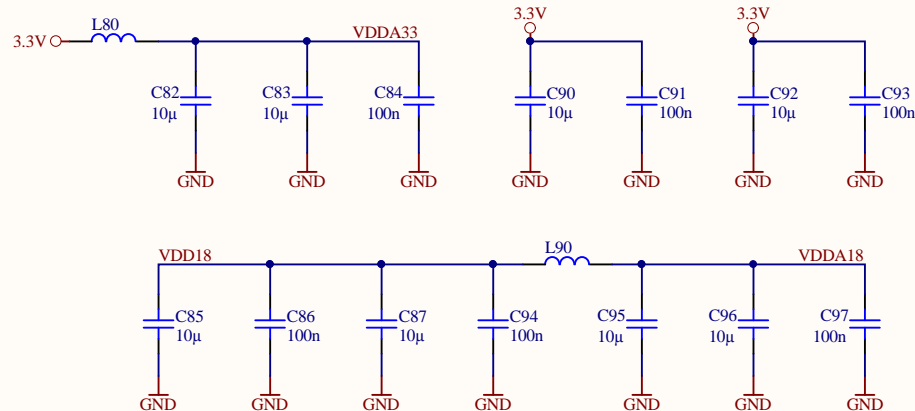 L80
3.3V
VDDA33
3.3V
3.3V
C82
10µ
C83
10µ
C84
100n
C90
10µ
C91
100n
C92
10µ
C93
100n
GND
GND
GND
GND
GND
GND
GND
L90
VDD18
VDDA18
C85
10µ
C86
100n
C87
10µ
C94
100n
C95
10µ
C96
10µ
C97
100n
GND
GND
GND
GND
GND
GND
GND